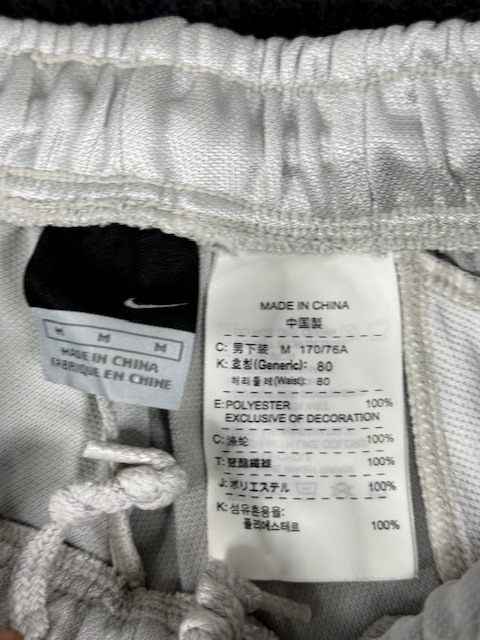 M M M
MADE IN CHINA
FABRIQUE EN CHINE
MADE IN CHINA
中国製
C: 男下装 M 170/76A
K: 호칭(Generic): 80
허리둘레(Waist): 80
E: POLYESTER 100%
EXCLUSIVE OF DECORATION
C: 涤纶 100%
T: 聚酯纖維 100%
J: ポリエステル 100%
K: 섬유혼용율:
폴리에스테르 100%